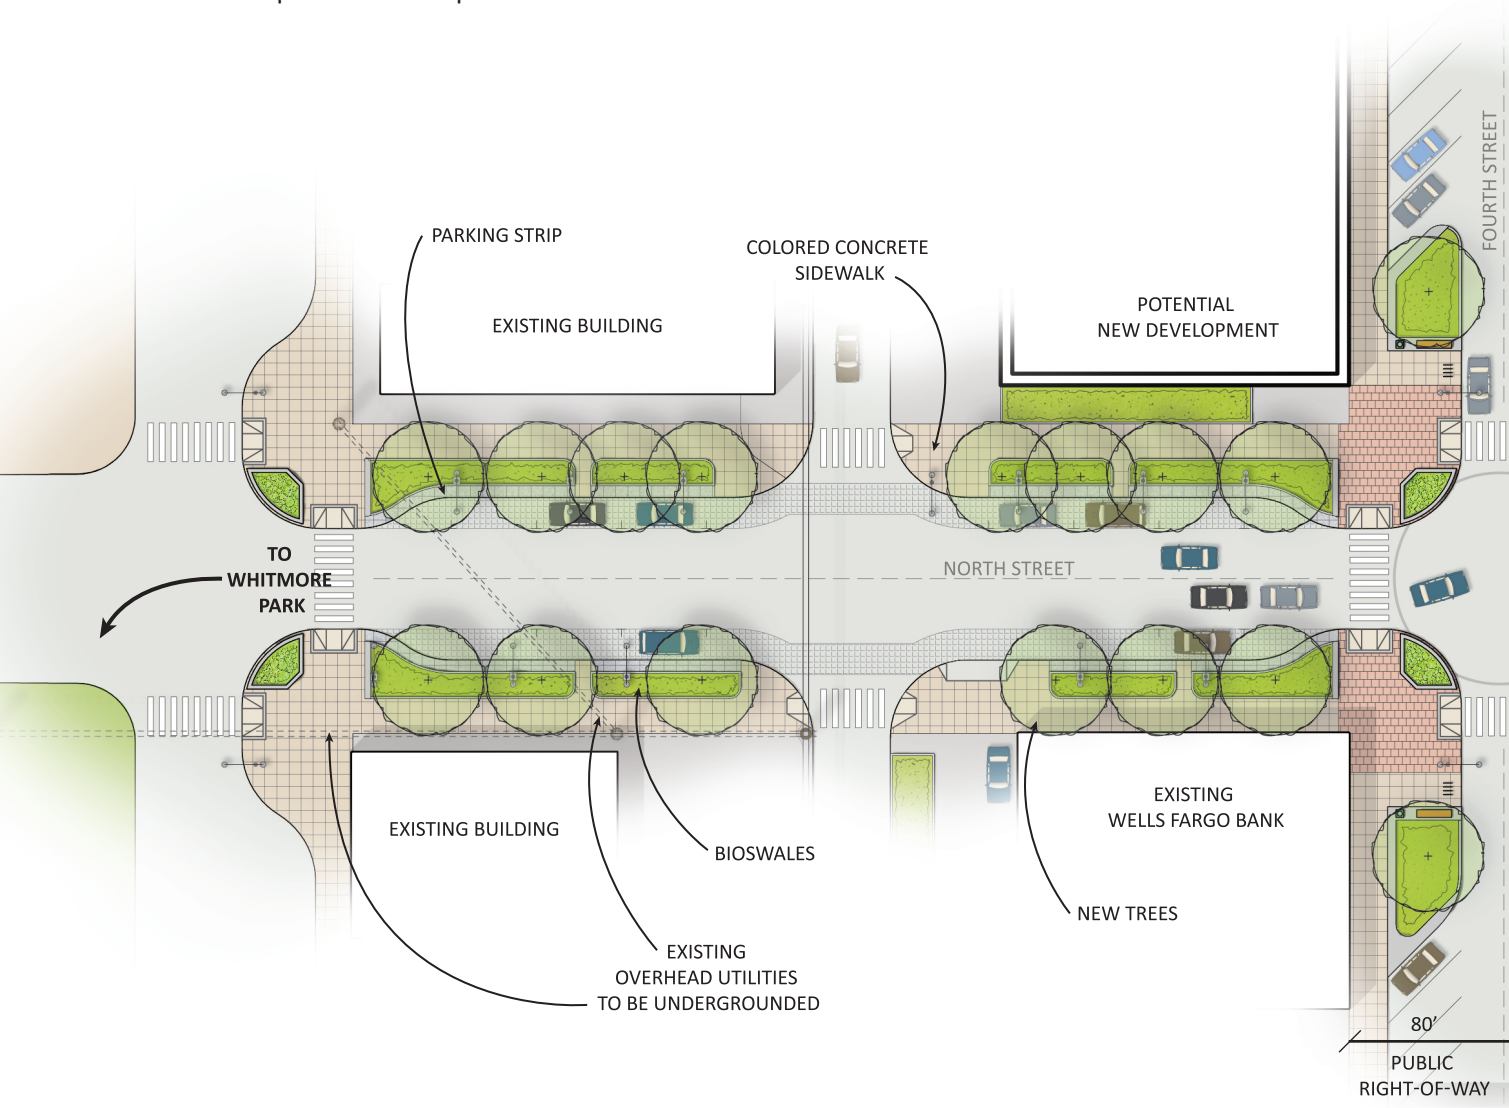 FOURTH STREET
PARKING STRIP
COLORED CONCRETE
SIDEWALK
EXISTING BUILDING
POTENTIAL
NEW DEVELOPMENT
TO
WHITMORE
PARK
NORTH STREET
EXISTING BUILDING
EXISTING
WELLS FARGO BANK
BIOSWALES
NEW TREES
EXISTING
OVERHEAD UTILITIES
TO BE UNDERGROUNDED
80'
PUBLIC
RIGHT-OF-WAY